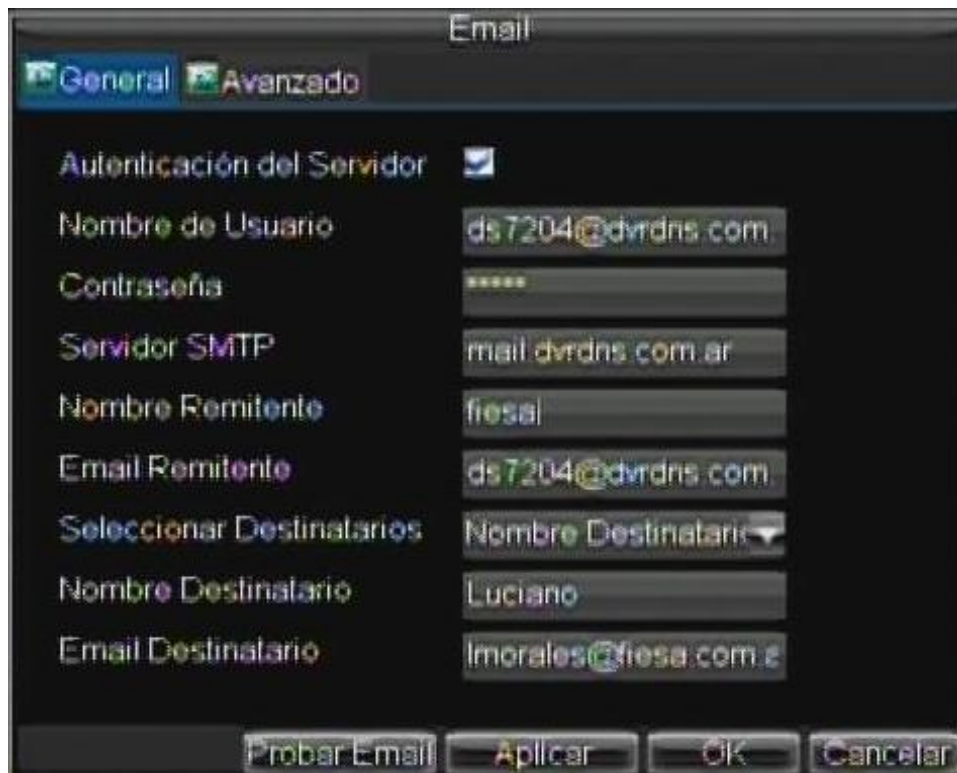 Email
General Avanzado
Autenticación del Servidor
Nombre de Usuario ds7204@dvrdns.com.
Contraseña *****
Servidor SMTP mail.dvrdns.com.ar
Nombre Remitente fiesa
Email Remitente ds7204@dvrdns.com.
Seleccionar Destinatarios Nombre Destinatari
Nombre Destinatario Luciano
Email Destinatario lmorales@fiesa.com.a
Probar Email Aplicar OK Cancelar